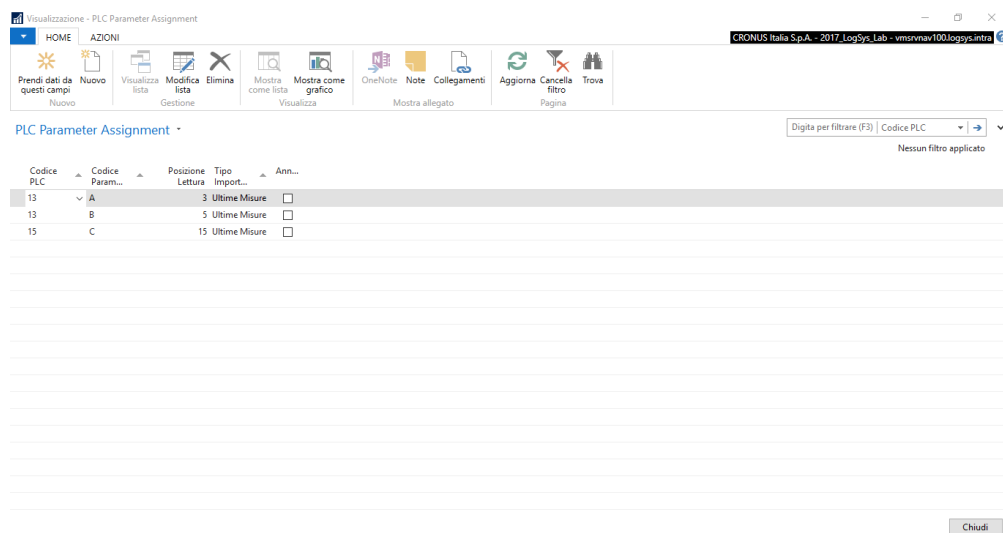 Visualizzazione - PLC Parameter Assignment
HOME AZIONI
CRONUS Italia S.p.A. - 2017_LogSys_Lab - vmsrvnav100.logsys.intra
Prendi dati da questi campi
Nuovo
Visualizza lista
Modifica lista
Elimina
Mostra come lista
Mostra come grafico
OneNote
Note
Collegamenti
Aggiorna
Cancella filtro
Trova
Nuovo
Gestione
Visualizza
Mostra allegato
Pagina
PLC Parameter Assignment
Digita per filtrare (F3) Codice PLC
Nessun filtro applicato
Codice PLC
Codice Param...
Posizione Lettura
Tipo Import...
Ann...
13 A 3 Ultime Misure
13 B 5 Ultime Misure
15 C 15 Ultime Misure
Chiudi